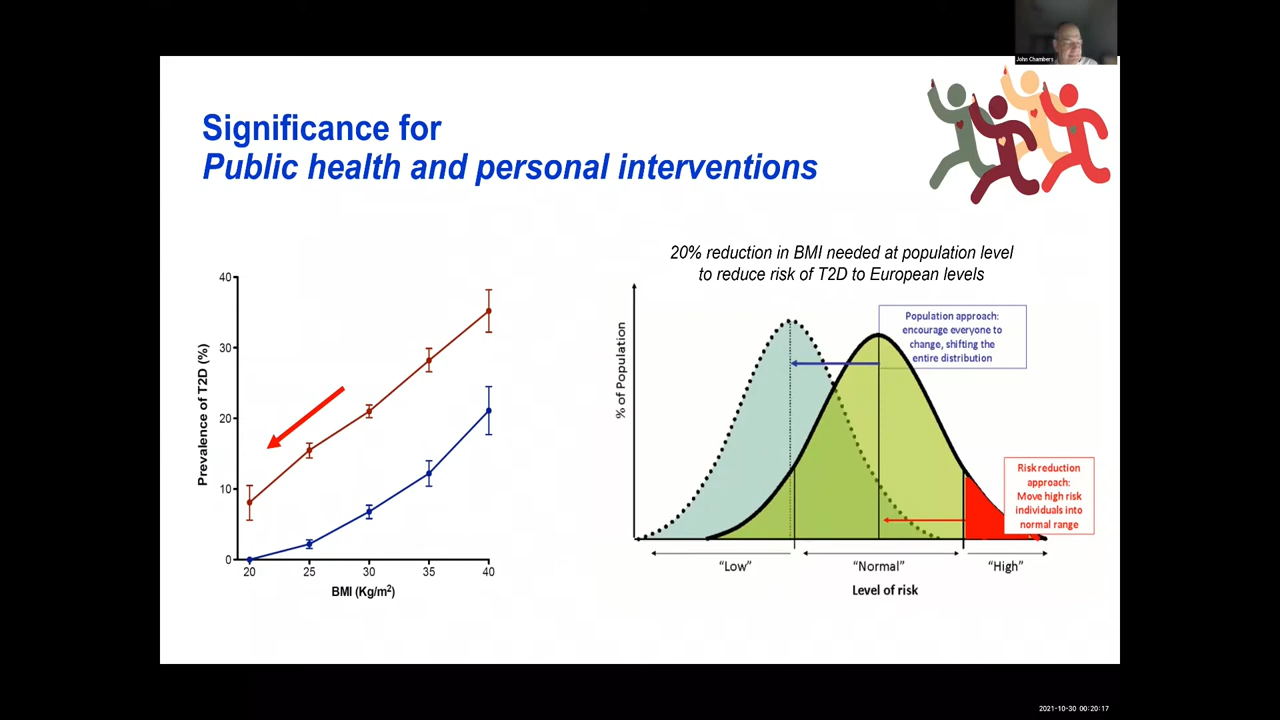 John Chambers
Significance for
Public health and personal interventions
20% reduction in BMI needed at population level
to reduce risk of T2D to European levels
Prevalence of T2D (%)
40
30
20
10
0
20 25 30 35 40
BMI (Kg/m²)
% of Population
Population approach:
encourage everyone to
change, shifting the
entire distribution
Risk reduction
approach:
Move high risk
individuals into
normal range
“Low” “Normal” “High”
Level of risk
2021-10-30 00:20:17